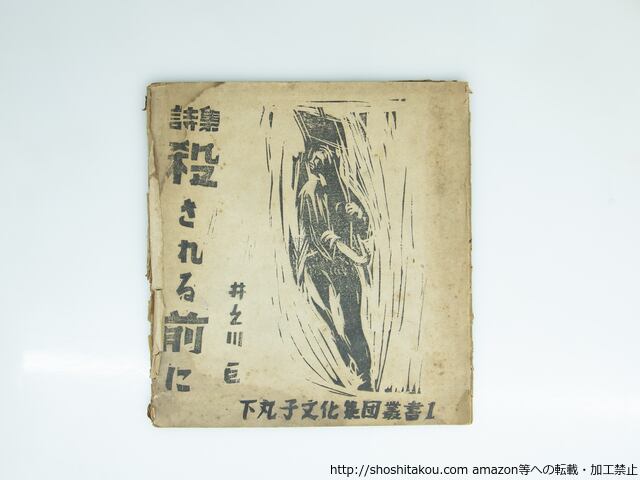 詩集
殺される前に
井之川巨
下丸子文化集団叢書1
http://shoshitakou.com amazon等への転載・加工禁止